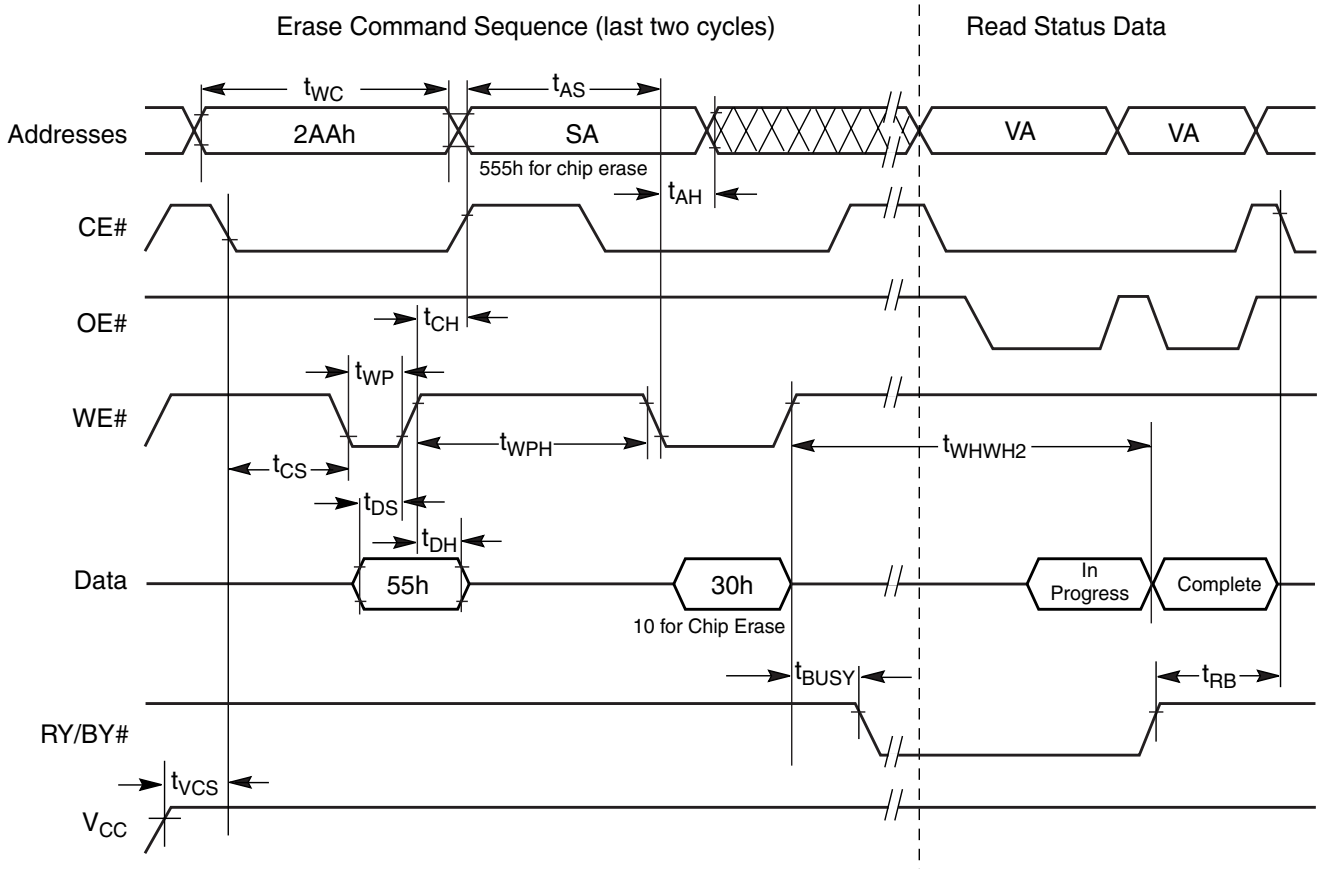 Erase Command Sequence (last two cycles)
Read Status Data
tWC
tAS
Addresses
2AAh
SA
VA
VA
555h for chip erase
tAH
CE#
OE#
tCH
tWP
WE#
tWPH
tWHWH2
tCS
tDS
tDH
Data
55h
30h
In Progress
Complete
10 for Chip Erase
tBUSY
tRB
RY/BY#
tVCS
VCC